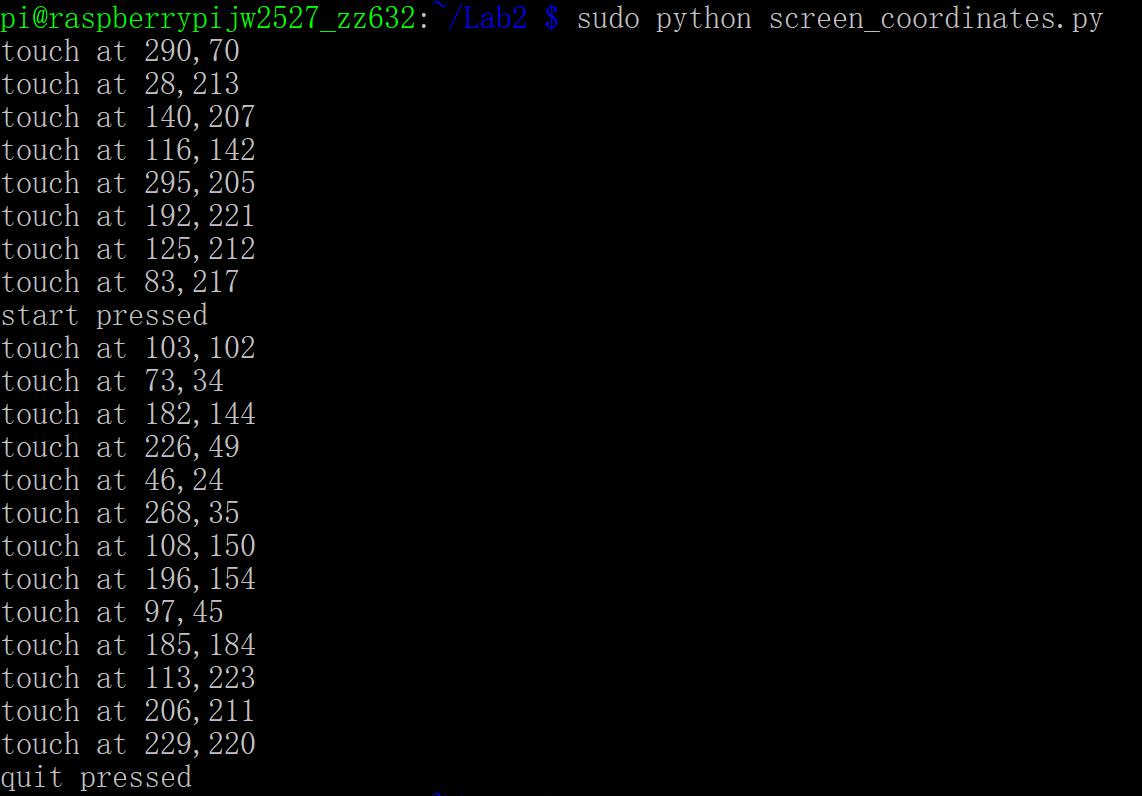 pi@raspberrypijw2527_zz632:~/Lab2 $ sudo python screen_coordinates.py
touch at 290,70
touch at 28,213
touch at 140,207
touch at 116,142
touch at 295,205
touch at 192,221
touch at 125,212
touch at 83,217
start pressed
touch at 103,102
touch at 73,34
touch at 182,144
touch at 226,49
touch at 46,24
touch at 268,35
touch at 108,150
touch at 196,154
touch at 97,45
touch at 185,184
touch at 113,223
touch at 206,211
touch at 229,220
quit pressed